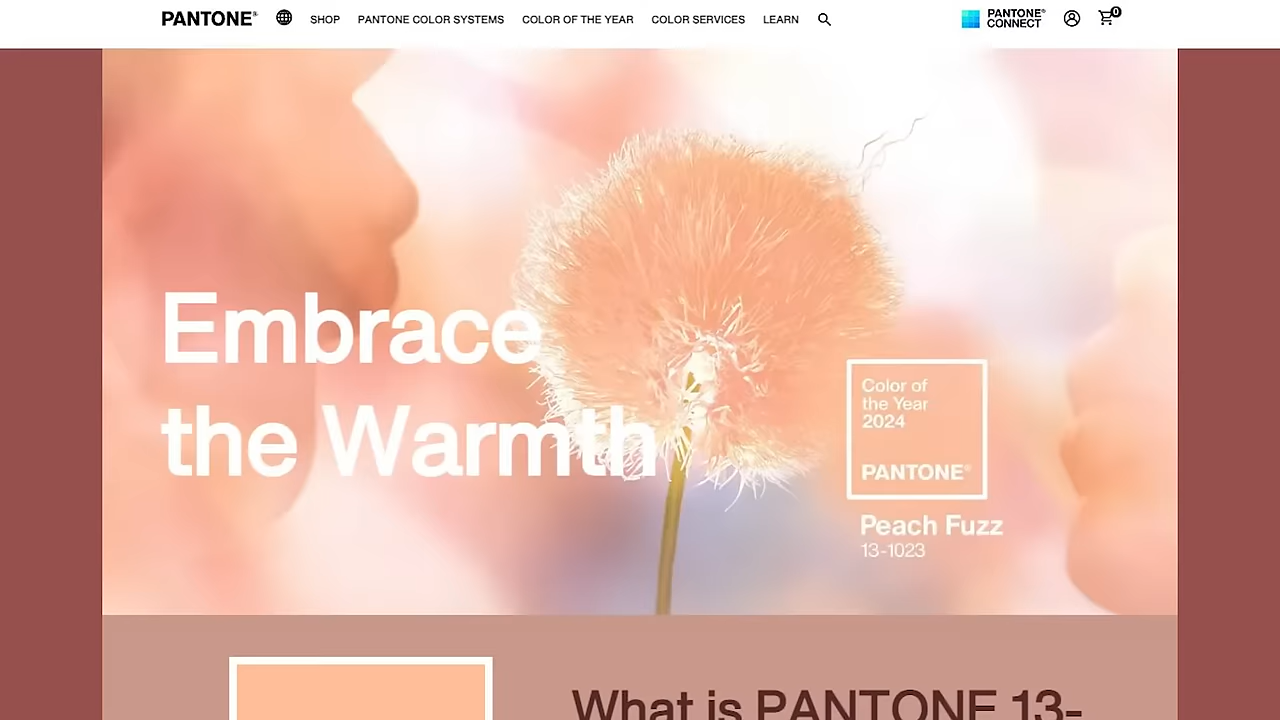 PANTONE®
SHOP
PANTONE COLOR SYSTEMS
COLOR OF THE YEAR
COLOR SERVICES
LEARN
PANTONE®
CONNECT
0
Embrace
the Warmth
Color of
the Year
2024
PANTONE®
Peach Fuzz
13-1023
What is PANTONE 13-